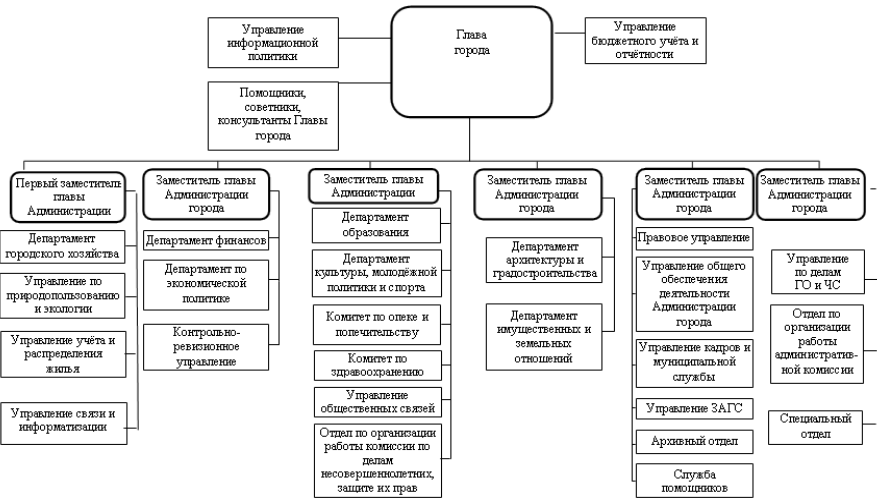 Управление
информационной
политики
Глава
города
Управление
бюджетного учёта и
отчётности
Помощники,
советники,
консультанты Главы
города
Первый заместитель
главы
Администрации
Департамент
городского хозяйства
Управление по
природопользованию
и экологии
Управление учёта и
распределения
жилья
Управление связи и
информатизации
Заместитель главы
Администрации
города
Департамент финансов
Департамент по
экономической
политике
Контрольно-
ревизионное
управление
Заместитель главы
Администрации
Департамент
образования
Департамент
культуры, молодёжной
политики и спорта
Комитет по опеке и
попечительству
Комитет по
здравоохранению
Управление
общественных связей
Отдел по организации
работы комиссии по
делам
несовершеннолетних,
защите их прав
Заместитель главы
Администрации
города
Департамент
архитектуры и
градостроительства
Департамент
имущественных и
земельных
отношений
Заместитель главы
Администрации
города
Правовое управление
Управление общего
обеспечения
деятельности
Администрации
города
Управление кадров и
муниципальной
службы
Управление ЗАГС
Архивный отдел
Служба
помощников
Заместитель главы
Администрации
города
Управление
по делам
ГО и ЧС
Отдел по
организации
работы
административ-
ной комиссии
Специальный
отдел